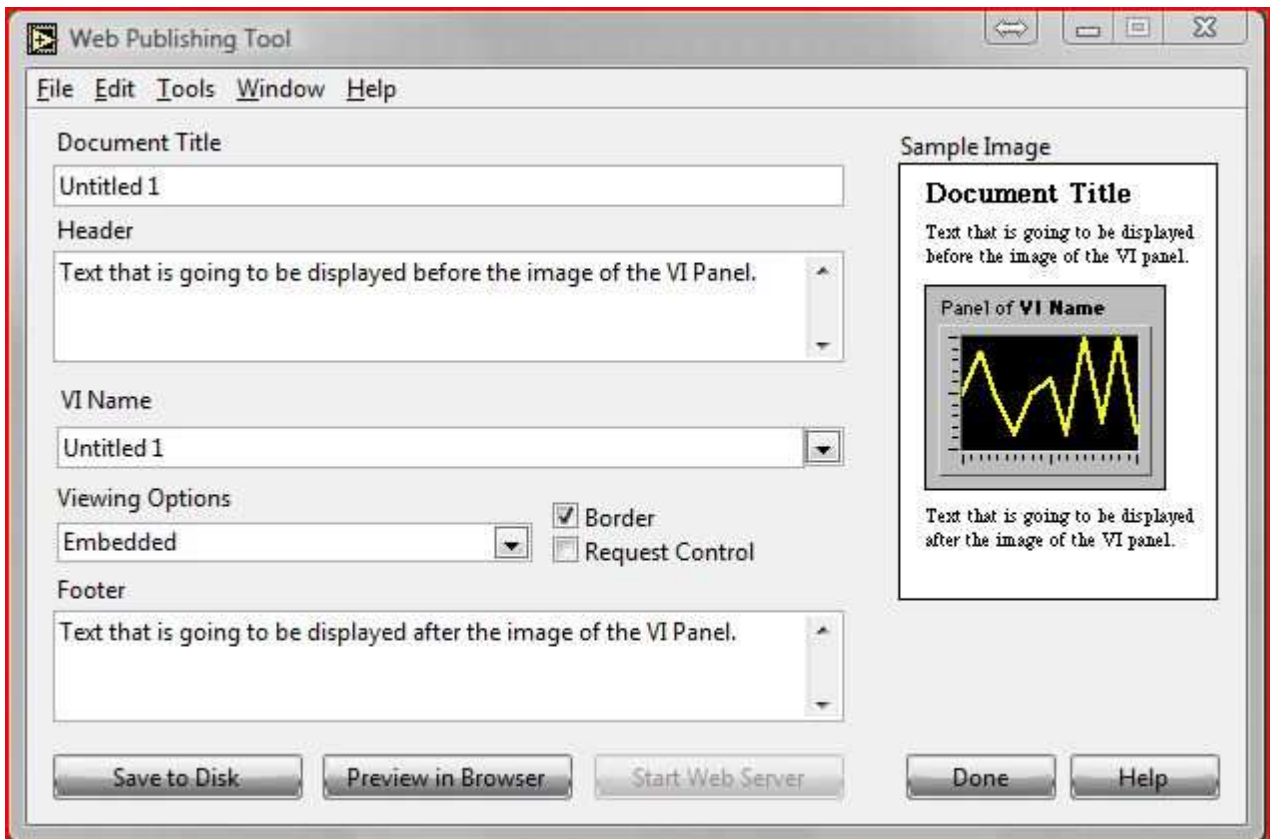 Web Publishing Tool
File Edit Tools Window Help
Document Title
Untitled 1
Header
Text that is going to be displayed before the image of the VI Panel.
VI Name
Untitled 1
Viewing Options
Embedded
Border
Request Control
Footer
Text that is going to be displayed after the image of the VI Panel.
Sample Image
Document Title
Text that is going to be displayed
before the image of the VI panel.
Panel of VI Name
Text that is going to be displayed
after the image of the VI panel.
Save to Disk Preview in Browser Start Web Server Done Help